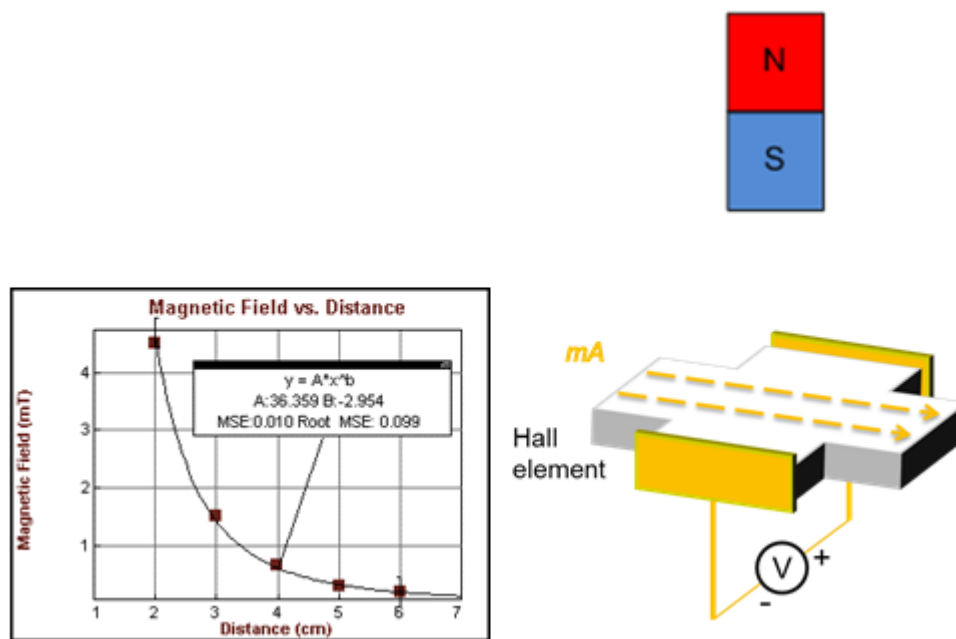 N
S
Magnetic Field vs. Distance
Magnetic Field (mT)
4
3
2
1
y = A*x^b
A:36.359 B:-2.954
MSE:0.010 Root MSE: 0.099
1 2 3 4 5 6 7
Distance (cm)
mA
Hall
element
V
+
-